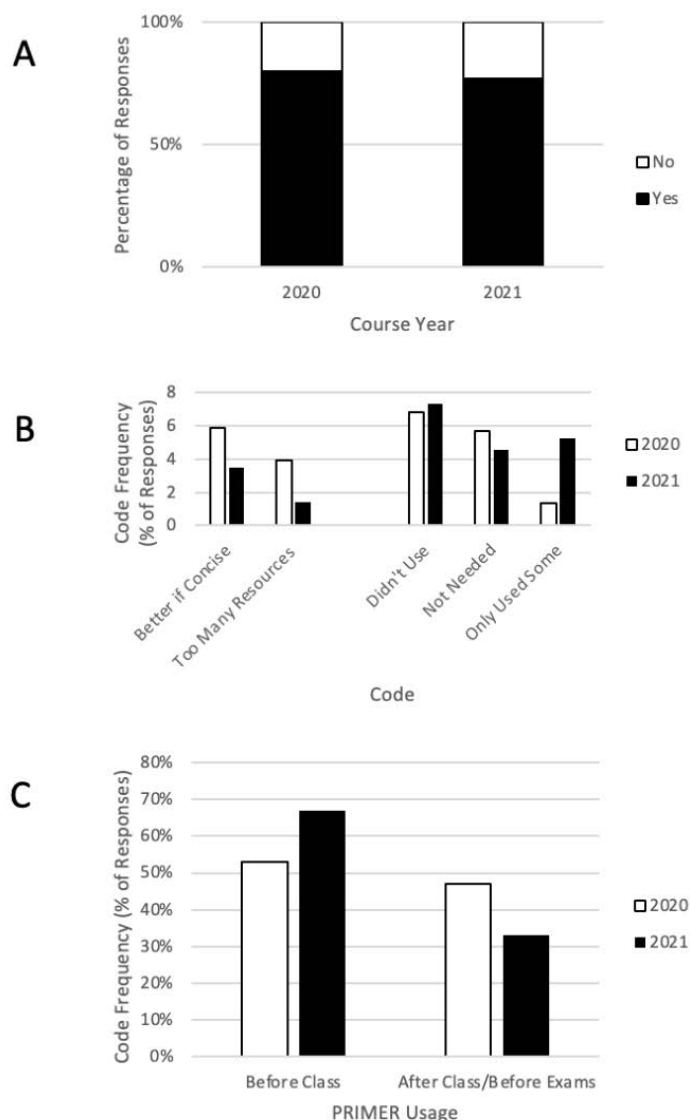 A
Percentage of Responses
100%
50%
0%
2020
2021
Course Year
No
Yes
B
Code Frequency
(% of Responses)
8
6
4
2
0
Better if Concise
Too Many Resources
Didn't Use
Not Needed
Only Used Some
Code
2020
2021
C
Code Frequency (% of Responses)
80%
70%
60%
50%
40%
30%
20%
10%
0%
Before Class
After Class/Before Exams
PRIMER Usage
2020
2021